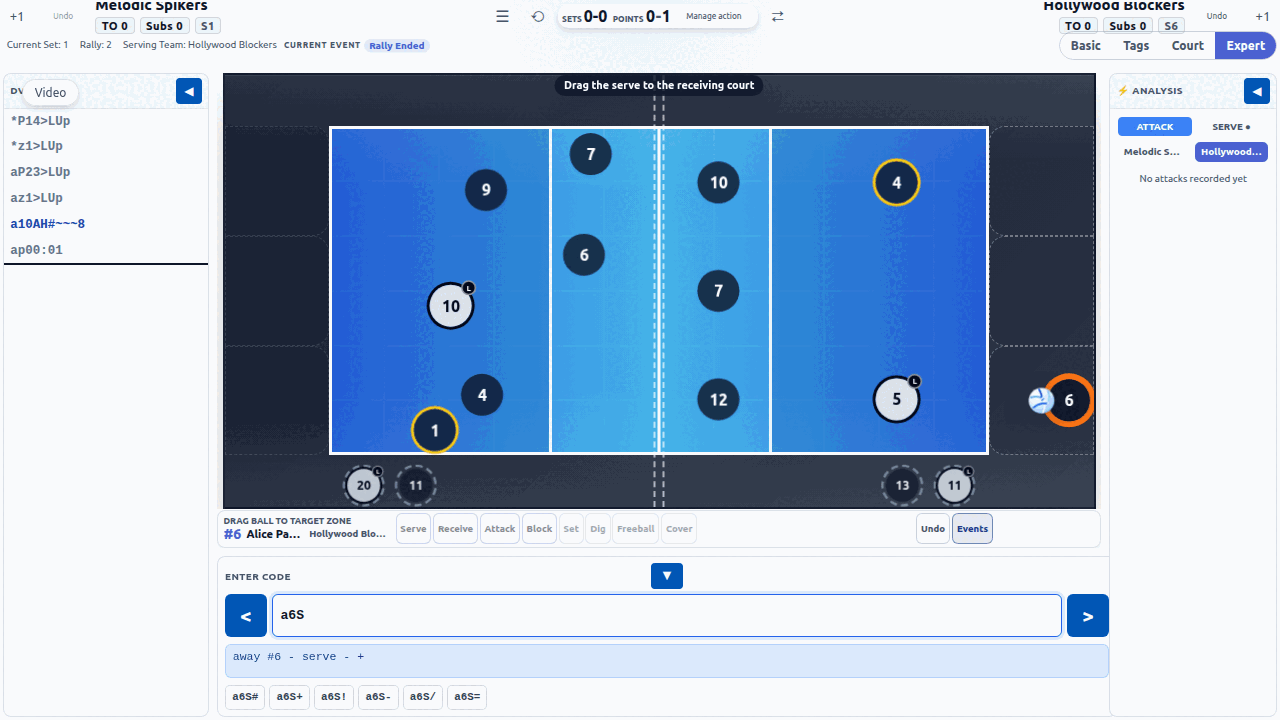 +1
Undo
Melodic Spikers
TO 0
Subs 0
S1
☰
SETS 0-0 POINTS 0-1
Manage action
⇄
Hollywood Blockers
TO 0
Subs 0
S6
Undo
+1
Current Set: 1
Rally: 2
Serving Team: Hollywood Blockers
CURRENT EVENT
Rally Ended
Basic
Tags
Court
Expert
DV
Video
◀
*P14>LUp
*z1>LUp
aP23>LUp
az1>LUp
a10AH#~~~8
ap00:01
Drag the serve to the receiving court
7
9
6
10
L
4
1
10
4
7
12
5
L
6
20
L
11
13
11
L
⚡ ANALYSIS
◀
ATTACK
SERVE ●
Melodic S...
Hollywood...
No attacks recorded yet
DRAG BALL TO TARGET ZONE
#6 Alice Pa...
Hollywood Blo...
Serve
Receive
Attack
Block
Set
Dig
Freeball
Cover
Undo
Events
ENTER CODE
▼
<
a6S
>
away #6 - serve - +
a6S#
a6S+
a6S!
a6S-
a6S/
a6S=